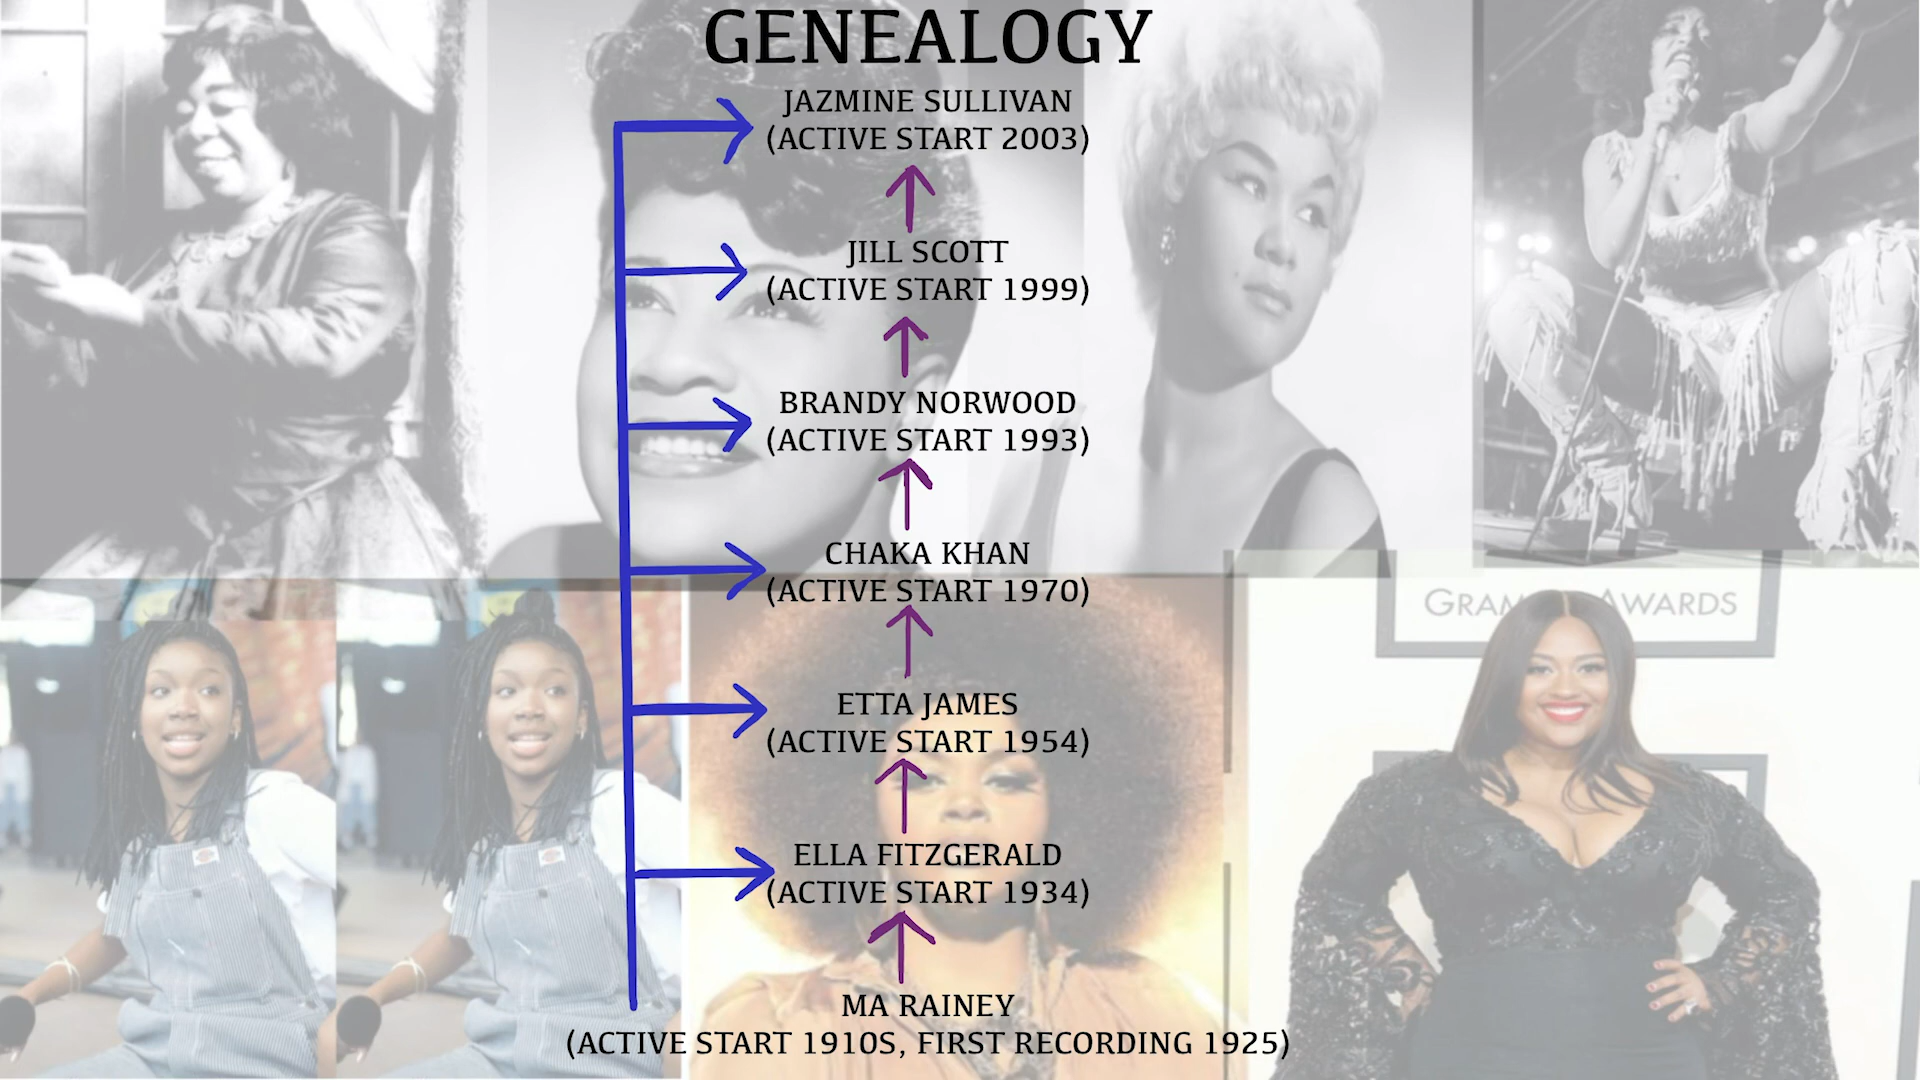 GENEALOGY
JAZMINE SULLIVAN
(ACTIVE START 2003)
JILL SCOTT
(ACTIVE START 1999)
BRANDY NORWOOD
(ACTIVE START 1993)
CHAKA KHAN
(ACTIVE START 1970)
GRAM AWARDS
ETTA JAMES
(ACTIVE START 1954)
ELLA FITZGERALD
(ACTIVE START 1934)
MA RAINEY
(ACTIVE START 1910S, FIRST RECORDING 1925)